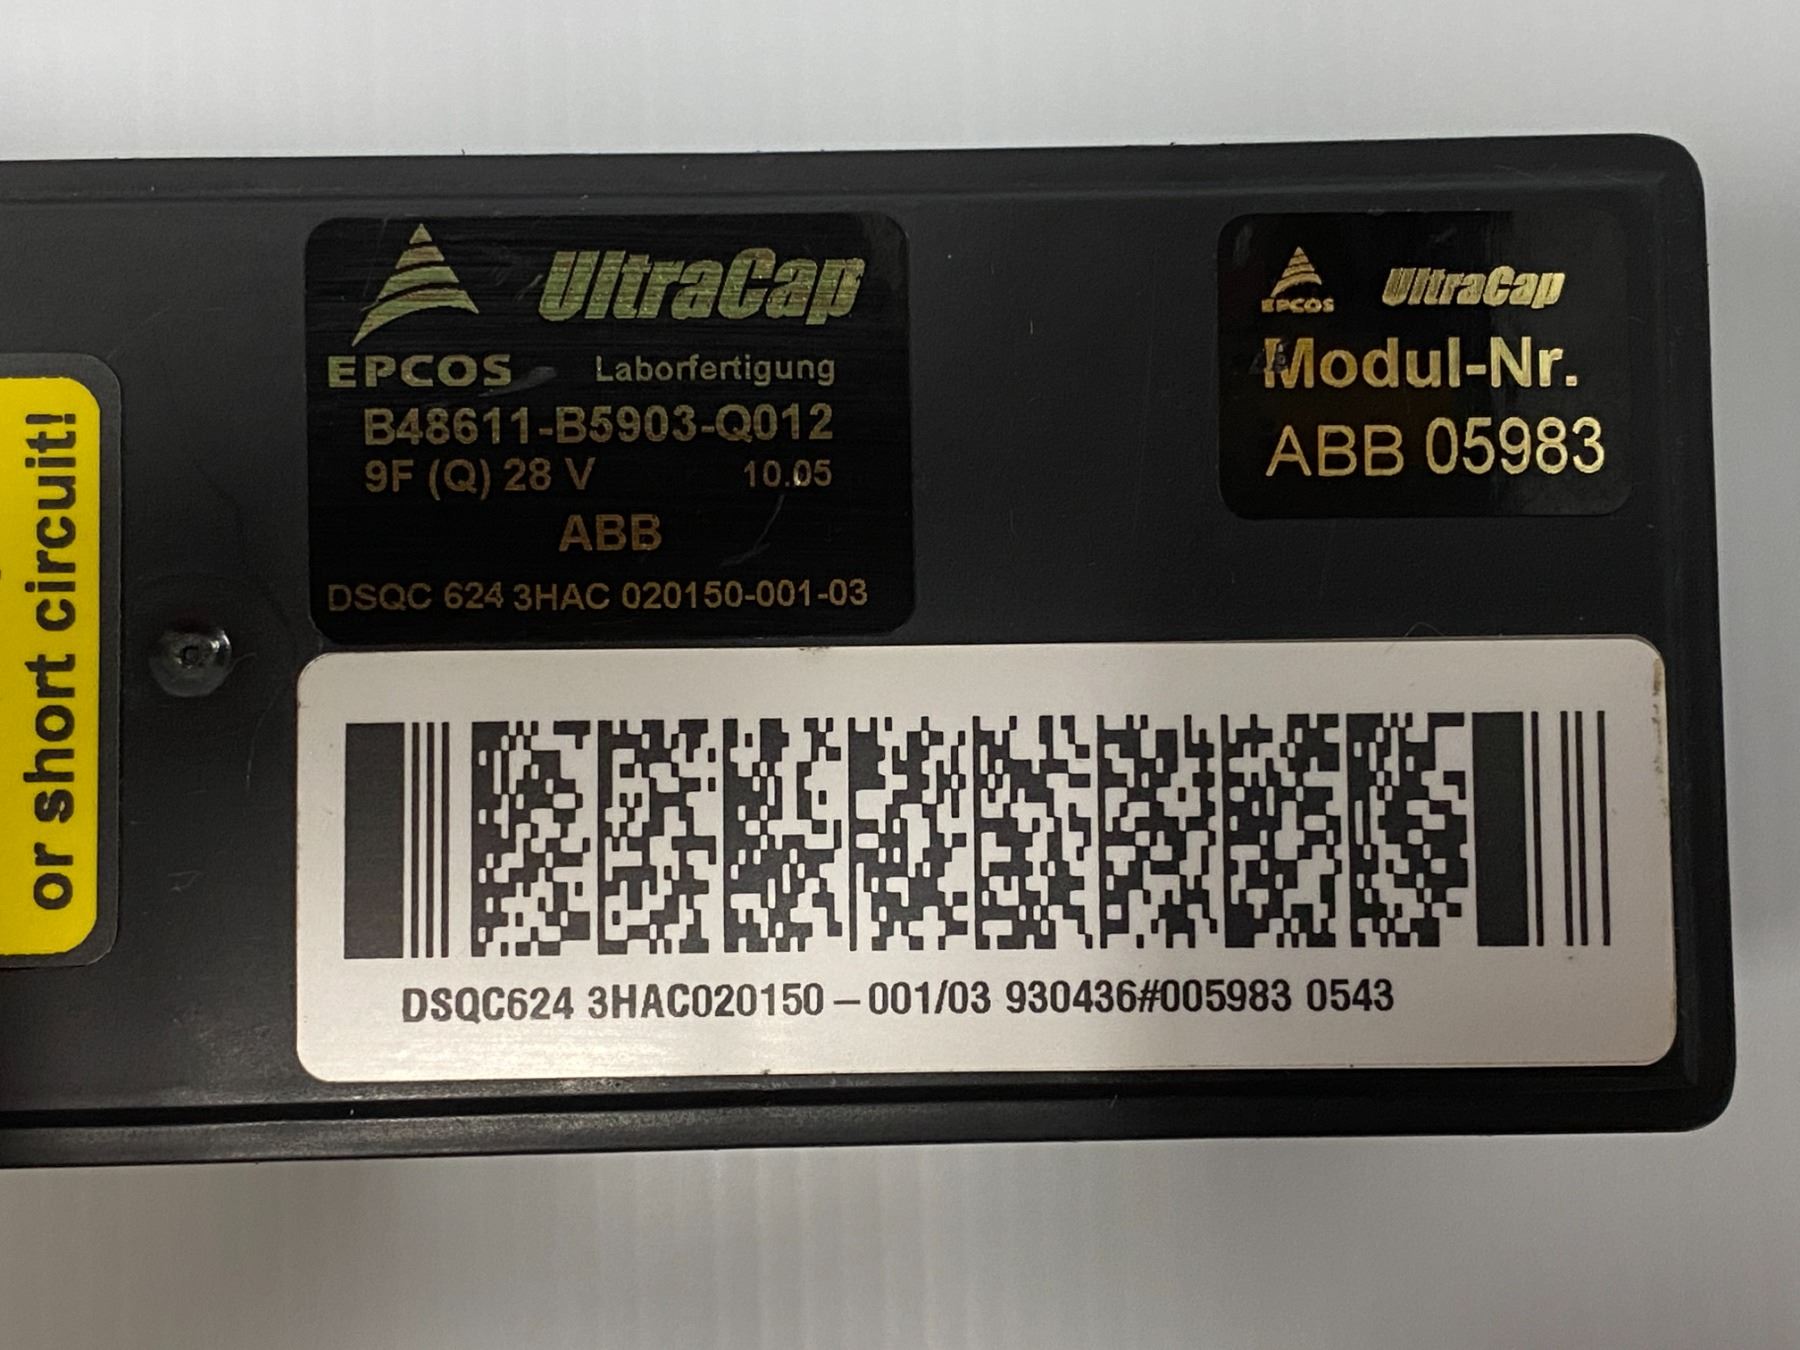 or short circuit!
UltraCap
EPCOS Laborfertigung
B48611-B5903-Q012
9F (Q) 28 V 10.05
ABB
DSQC 624 3HAC 020150-001-03
EPCOS UltraCap
Modul-Nr.
ABB 05983
DSQC624 3HAC020150 – 001/03 930436#005983 0543